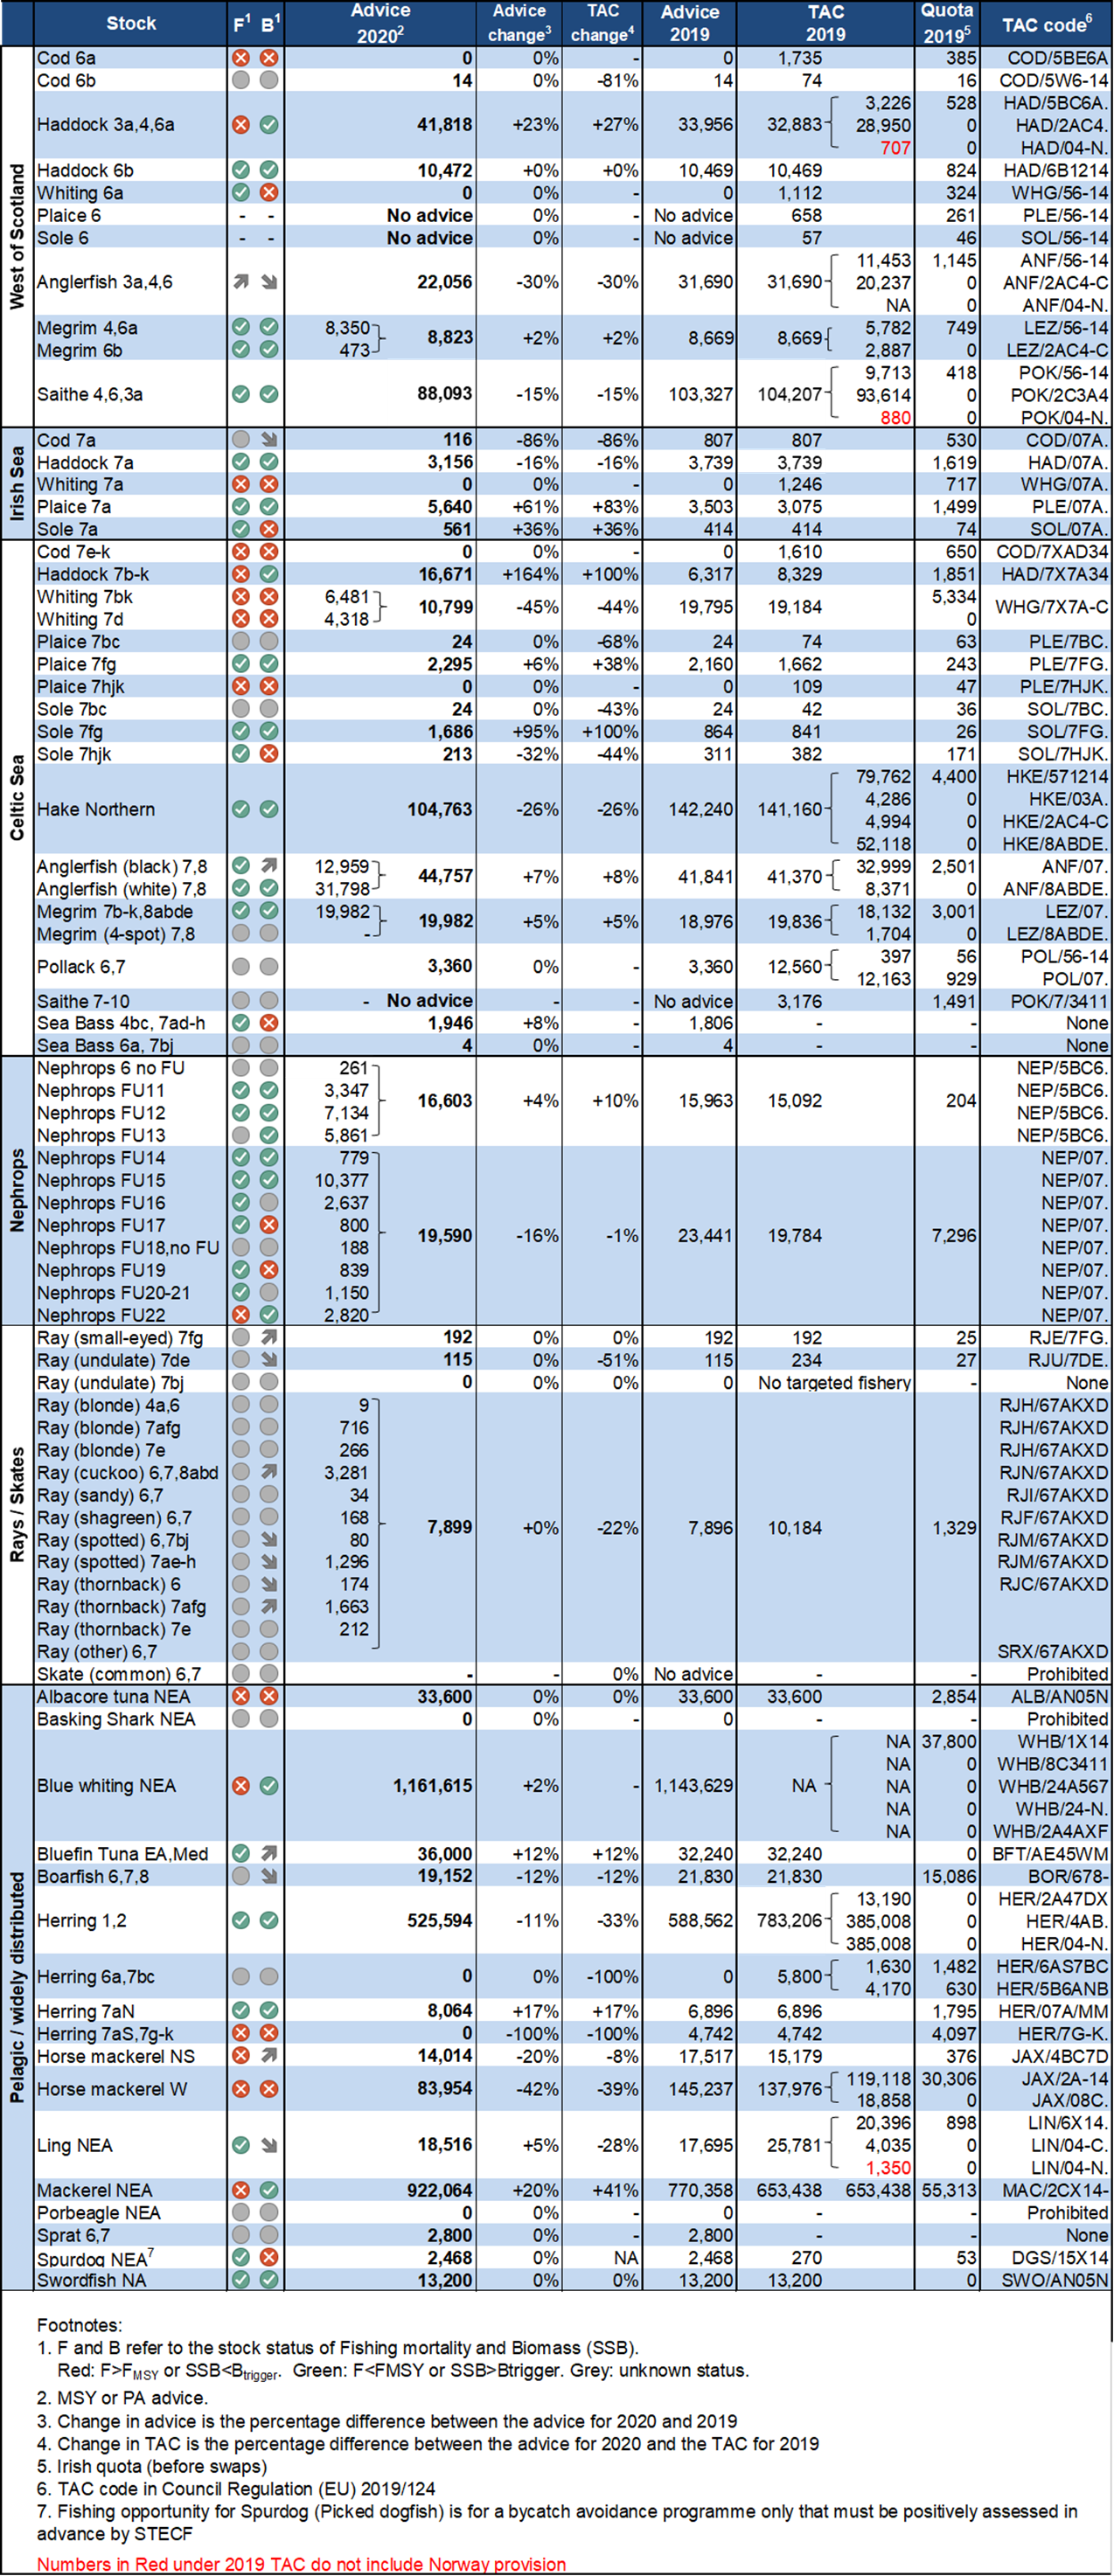 Stock F1 B1 Advice 20202 Advice change3 TAC change4 Advice 2019 TAC 2019 Quota 20195 TAC code6
West of Scotland
Cod 6a 0 0% - 0 1,735 385 COD/5BE6A
Cod 6b 14 0% -81% 14 74 16 COD/5W6-14
3,226 528 HAD/5BC6A.
Haddock 3a,4,6a 41,818 +23% +27% 33,956 32,883 28,950 0 HAD/2AC4.
707 0 HAD/04-N.
Haddock 6b 10,472 +0% +0% 10,469 10,469 824 HAD/6B1214
Whiting 6a 0 0% - 0 1,112 324 WHG/56-14
Plaice 6 - - No advice 0% - No advice 658 261 PLE/56-14
Sole 6 - - No advice 0% - No advice 57 46 SOL/56-14
11,453 1,145 ANF/56-14
Anglerfish 3a,4,6 22,056 -30% -30% 31,690 31,690 20,237 0 ANF/2AC4-C
NA 0 ANF/04-N.
Megrim 4,6a 8,350 5,782 749 LEZ/56-14
8,823 +2% +2% 8,669 8,669
Megrim 6b 473 2,887 0 LEZ/2AC4-C
9,713 418 POK/56-14
Saithe 4,6,3a 88,093 -15% -15% 103,327 104,207 93,614 0 POK/2C3A4
880 0 POK/04-N.
Irish Sea
Cod 7a 116 -86% -86% 807 807 530 COD/07A.
Haddock 7a 3,156 -16% -16% 3,739 3,739 1,619 HAD/07A.
Whiting 7a 0 0% - 0 1,246 717 WHG/07A.
Plaice 7a 5,640 +61% +83% 3,503 3,075 1,499 PLE/07A.
Sole 7a 561 +36% +36% 414 414 74 SOL/07A.
Celtic Sea
Cod 7e-k 0 0% - 0 1,610 650 COD/7XAD34
Haddock 7b-k 16,671 +164% +100% 6,317 8,329 1,851 HAD/7X7A34
Whiting 7bk 6,481 5,334
10,799 -45% -44% 19,795 19,184 WHG/7X7A-C
Whiting 7d 4,318 0
Plaice 7bc 24 0% -68% 24 74 63 PLE/7BC.
Plaice 7fg 2,295 +6% +38% 2,160 1,662 243 PLE/7FG.
Plaice 7hjk 0 0% - 0 109 47 PLE/7HJK.
Sole 7bc 24 0% -43% 24 42 36 SOL/7BC.
Sole 7fg 1,686 +95% +100% 864 841 26 SOL/7FG.
Sole 7hjk 213 -32% -44% 311 382 171 SOL/7HJK.
79,762 4,400 HKE/571214
4,286 0 HKE/03A.
Hake Northern 104,763 -26% -26% 142,240 141,160
4,994 0 HKE/2AC4-C
52,118 0 HKE/8ABDE.
Anglerfish (black) 7,8 12,959 32,999 2,501 ANF/07.
44,757 +7% +8% 41,841 41,370
Anglerfish (white) 7,8 31,798 8,371 0 ANF/8ABDE.
Megrim 7b-k,8abde 19,982 18,132 3,001 LEZ/07.
19,982 +5% +5% 18,976 19,836
Megrim (4-spot) 7,8 - 1,704 0 LEZ/8ABDE.
397 56 POL/56-14
Pollack 6,7 3,360 0% - 3,360 12,560
12,163 929 POL/07.
Saithe 7-10 - No advice - - No advice 3,176 1,491 POK/7/3411
Sea Bass 4bc, 7ad-h 1,946 +8% - 1,806 - - None
Sea Bass 6a, 7bj 4 0% - 4 - - None
Nephrops
Nephrops 6 no FU 261 NEP/5BC6.
Nephrops FU11 3,347 NEP/5BC6.
16,603 +4% +10% 15,963 15,092 204
Nephrops FU12 7,134 NEP/5BC6.
Nephrops FU13 5,861 NEP/5BC6.
Nephrops FU14 779 NEP/07.
Nephrops FU15 10,377 NEP/07.
Nephrops FU16 2,637 NEP/07.
Nephrops FU17 800 NEP/07.
19,590 -16% -1% 23,441 19,784 7,296
Nephrops FU18,no FU 188 NEP/07.
Nephrops FU19 839 NEP/07.
Nephrops FU20-21 1,150 NEP/07.
Nephrops FU22 2,820 NEP/07.
Rays / Skates
Ray (small-eyed) 7fg 192 0% 0% 192 192 25 RJE/7FG.
Ray (undulate) 7de 115 0% -51% 115 234 27 RJU/7DE.
Ray (undulate) 7bj 0 0% 0% 0 No targeted fishery - None
Ray (blonde) 4a,6 9 RJH/67AKXD
Ray (blonde) 7afg 716 RJH/67AKXD
Ray (blonde) 7e 266 RJH/67AKXD
Ray (cuckoo) 6,7,8abd 3,281 RJN/67AKXD
Ray (sandy) 6,7 34 RJI/67AKXD
Ray (shagreen) 6,7 168 RJF/67AKXD
7,899 +0% -22% 7,896 10,184 1,329
Ray (spotted) 6,7bj 80 RJM/67AKXD
Ray (spotted) 7ae-h 1,296 RJM/67AKXD
Ray (thornback) 6 174 RJC/67AKXD
Ray (thornback) 7afg 1,663
Ray (thornback) 7e 212
Ray (other) 6,7 SRX/67AKXD
Skate (common) 6,7 - - 0% No advice - - Prohibited
Pelagic / widely distributed
Albacore tuna NEA 33,600 0% 0% 33,600 33,600 2,854 ALB/AN05N
Basking Shark NEA 0 0% - 0 - - Prohibited
NA 37,800 WHB/1X14
NA 0 WHB/8C3411
Blue whiting NEA 1,161,615 +2% - 1,143,629 NA NA 0 WHB/24A567
NA 0 WHB/24-N.
NA 0 WHB/2A4AXF
Bluefin Tuna EA,Med 36,000 +12% +12% 32,240 32,240 0 BFT/AE45WM
Boarfish 6,7,8 19,152 -12% -12% 21,830 21,830 15,086 BOR/678-
13,190 0 HER/2A47DX
Herring 1,2 525,594 -11% -33% 588,562 783,206 385,008 0 HER/4AB.
385,008 0 HER/04-N.
1,630 1,482 HER/6AS7BC
Herring 6a,7bc 0 0% -100% 0 5,800
4,170 630 HER/5B6ANB
Herring 7aN 8,064 +17% +17% 6,896 6,896 1,795 HER/07A/MM
Herring 7aS,7g-k 0 -100% -100% 4,742 4,742 4,097 HER/7G-K.
Horse mackerel NS 14,014 -20% -8% 17,517 15,179 376 JAX/4BC7D
119,118 30,306 JAX/2A-14
Horse mackerel W 83,954 -42% -39% 145,237 137,976
18,858 0 JAX/08C.
20,396 898 LIN/6X14.
Ling NEA 18,516 +5% -28% 17,695 25,781 4,035 0 LIN/04-C.
1,350 0 LIN/04-N.
Mackerel NEA 922,064 +20% +41% 770,358 653,438 653,438 55,313 MAC/2CX14-
Porbeagle NEA 0 0% - 0 - - Prohibited
Sprat 6,7 2,800 0% - 2,800 - - None
Spurdog NEA7 2,468 0% NA 2,468 270 53 DGS/15X14
Swordfish NA 13,200 0% 0% 13,200 13,200 0 SWO/AN05N
Footnotes:
1. F and B refer to the stock status of Fishing mortality and Biomass (SSB).
Red: F>FMSY or SSB<Btrigger. Green: F<FMSY or SSB>Btrigger. Grey: unknown status.
2. MSY or PA advice.
3. Change in advice is the percentage difference between the advice for 2020 and 2019
4. Change in TAC is the percentage difference between the advice for 2020 and the TAC for 2019
5. Irish quota (before swaps)
6. TAC code in Council Regulation (EU) 2019/124
7. Fishing opportunity for Spurdog (Picked dogfish) is for a bycatch avoidance programme only that must be positively assessed in
advance by STECF
Numbers in Red under 2019 TAC do not include Norway provision